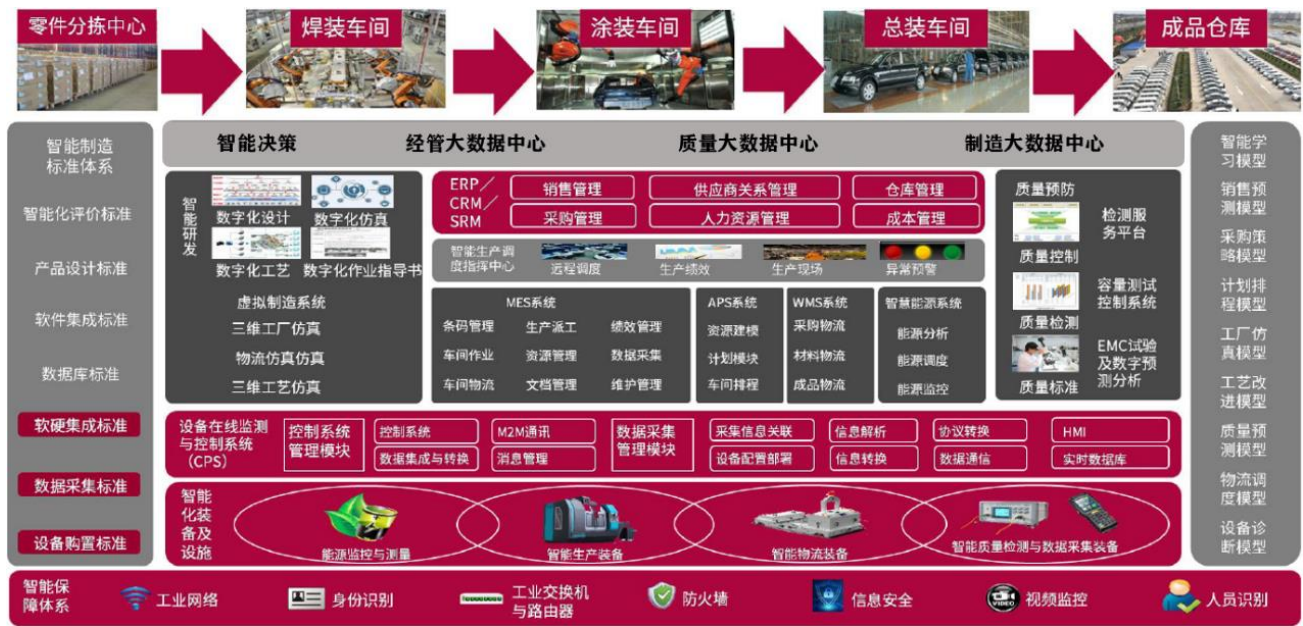 零件分拣中心
焊装车间
涂装车间
总装车间
成品仓库
智能制造
标准体系
智能化评价标准
产品设计标准
软件集成标准
数据库标准
软硬集成标准
数据采集标准
设备购置标准
智能决策
经管大数据中心
质量大数据中心
制造大数据中心
智能研发
数字化设计
数字化仿真
数字化工艺
数字化作业指导书
虚拟制造系统
三维工厂仿真
物流仿真仿真
三维工艺仿真
ERP/
CRM/
SRM
销售管理
供应商关系管理
仓库管理
采购管理
人力资源管理
成本管理
智能生产调
度指挥中心
远程调度
生产绩效
生产现场
异常预警
MES系统
条码管理
生产派工
绩效管理
车间作业
资源管理
数据采集
车间物流
文档管理
维护管理
APS系统
资源建模
计划模块
车间排程
WMS系统
采购物流
材料物流
成品物流
智慧能源系统
能源分析
能源调度
能源监控
质量预防
检测服
务平台
质量控制
容量测试
控制系统
质量检测
EMC试验
及数字预
测分析
质量标准
设备在线监测
与控制系统
（CPS）
控制系统
管理模块
控制系统
M2M通讯
数据集成与转换
消息管理
数据采集
管理模块
采集信息关联
信息解析
协议转换
HMI
设备配置部署
信息转换
数据通信
实时数据库
智能
化装
备及
设施
能源监控与测量
智能生产装备
智能物流装备
智能质量检测与数据采集装备
智能学
习模型
销售预
测模型
采购策
略模型
计划排
程模型
工厂仿
真模型
工艺改
进模型
质量预
测模型
物流调
度模型
设备诊
断模型
智能保
障体系
工业网络
身份识别
工业交换机
与路由器
防火墙
信息安全
VIDEO
视频监控
人员识别